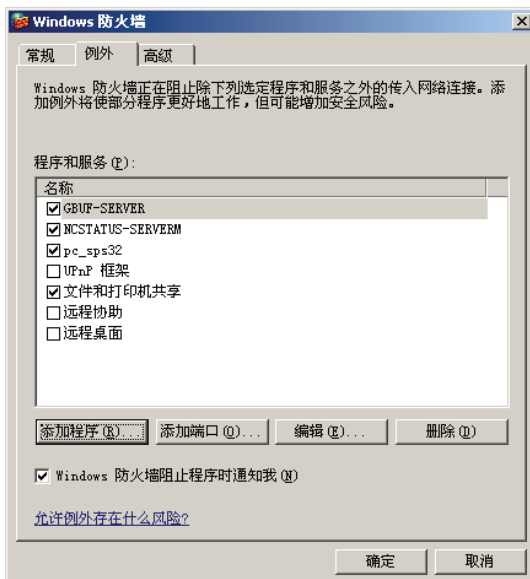 Windows 防火墙
常规 例外 高级
Windows 防火墙正在阻止除下列选定程序和服务之外的传入网络连接。添
加例外将使部分程序更好地工作，但可能增加安全风险。
程序和服务(P)：
名称
GBUF-SERVER
NCSTATUS-SERVERM
pc_sps32
UPnP 框架
文件和打印机共享
远程协助
远程桌面
添加程序(R)... 添加端口(O)... 编辑(E)... 删除(D)
Windows 防火墙阻止程序时通知我(N)
允许例外存在什么风险?
确定 取消